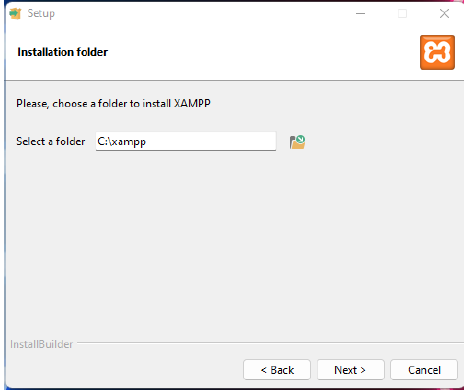 Setup
Installation folder
Please, choose a folder to install XAMPP
Select a folder C:\xampp
InstallBuilder
< Back Next > Cancel